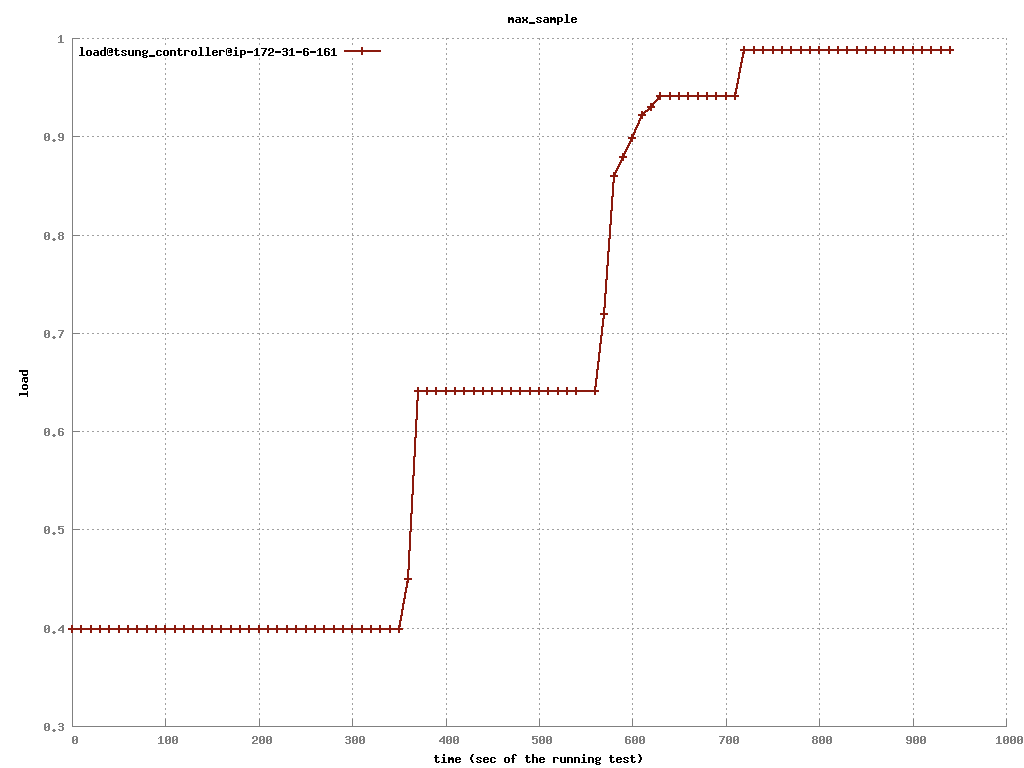 max_sample
load@tsung_controller@ip-172-31-6-161
1
0.9
0.8
0.7
0.6
0.5
0.4
0.3
load
0 100 200 300 400 500 600 700 800 900 1000
time (sec of the running test)